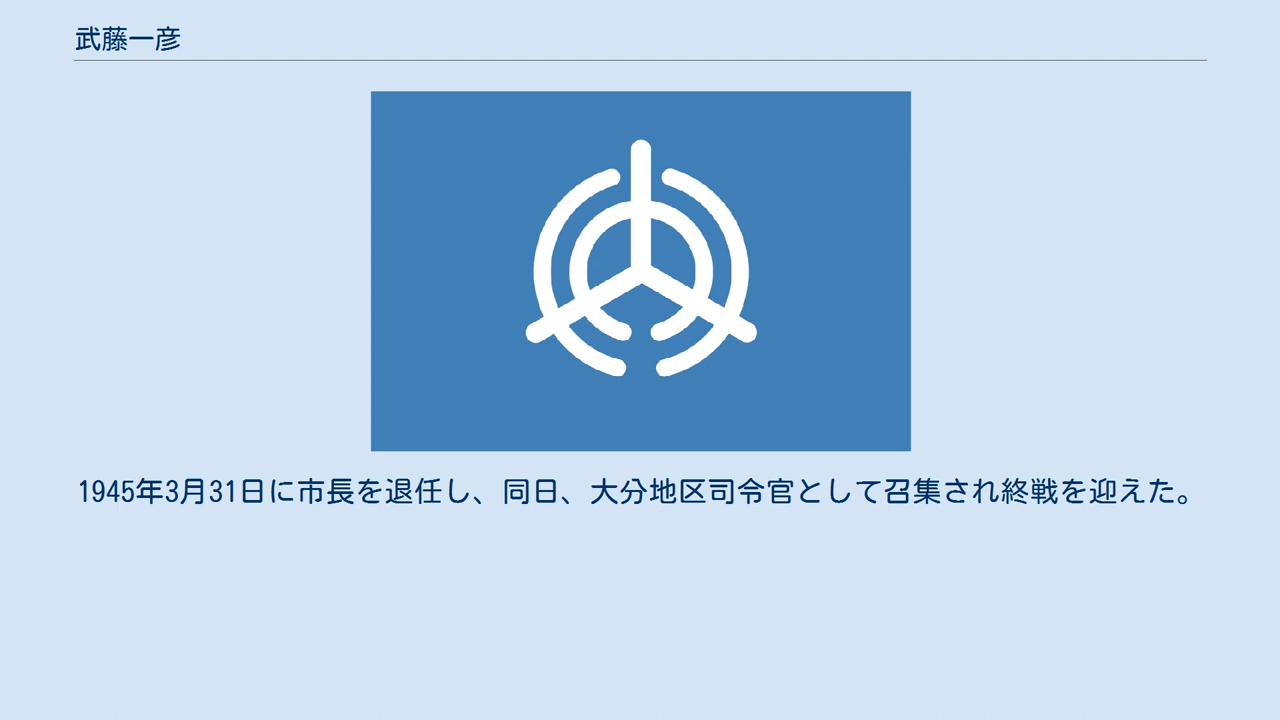 武藤一彦
1945年3月31日に市長を退任し、同日、大分地区司令官として召集され終戦を迎えた。